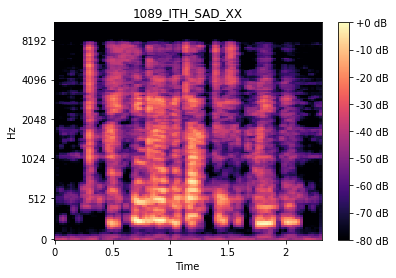 1089_ITH_SAD_XX
8192
4096
2048
1024
512
0
Hz
0
0.5
1
1.5
2
Time
+0 dB
-10 dB
-20 dB
-30 dB
-40 dB
-50 dB
-60 dB
-70 dB
-80 dB